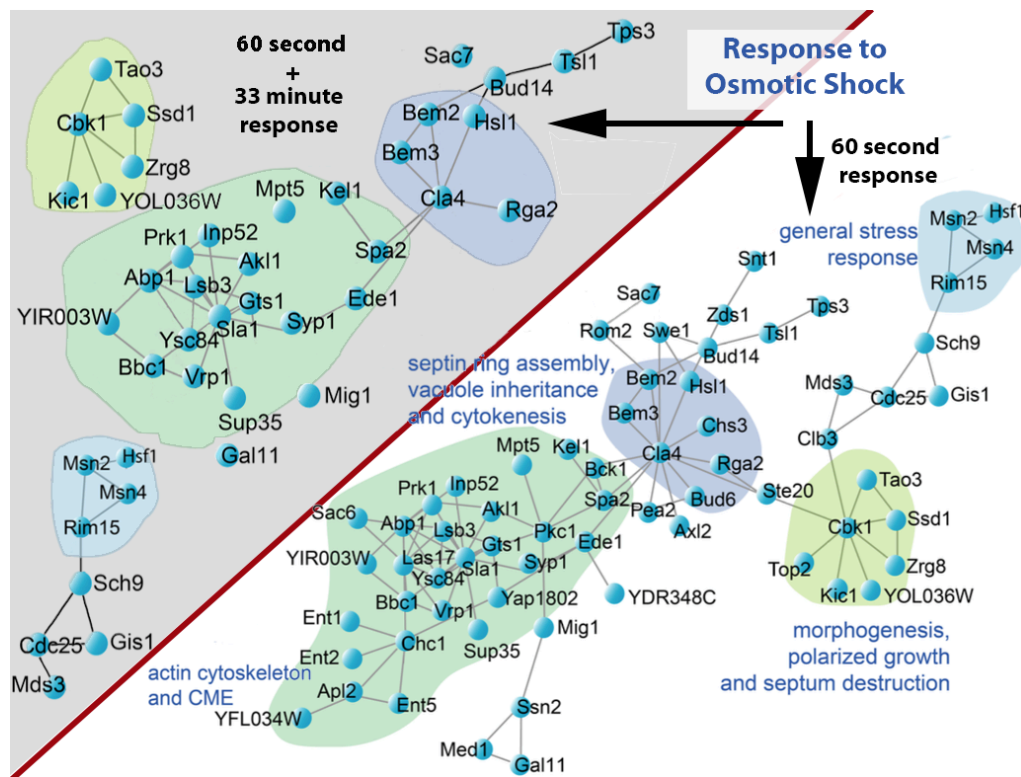 60 second
+
33 minute
response
Response to
Osmotic Shock
60 second
response
Tao3
Ssd1
Cbk1
Zrg8
Kic1
YOL036W
Sac7
Tps3
Tsl1
Bud14
Bem2
Hsl1
Bem3
Cla4
Rga2
Mpt5
Kel1
Spa2
Prk1
Inp52
Akl1
Abp1
Lsb3
Gts1
Ede1
YIR003W
Sla1
Syp1
Ysc84
Bbc1
Vrp1
Sup35
Mig1
Gal11
Msn2
Hsf1
Msn4
Rim15
Sch9
Cdc25
Gis1
Mds3
general stress
response
Msn2
Hsf1
Msn4
Rim15
Snt1
Sac7
Zds1
Tps3
Rom2
Swe1
Tsl1
Bud14
Sch9
Mds3
Cdc25
Gis1
Clb3
septin ring assembly,
vacuole inheritance
and cytokenesis
Bem2
Hsl1
Bem3
Chs3
Cla4
Rga2
Bud6
Ste20
Pea2
Axl2
Mpt5
Kel1
Bck1
Spa2
Prk1
Inp52
Akl1
Sac6
Abp1
Lsb3
Gts1
Pkc1
Ede1
YIR003W
Las17
Sla1
Syp1
Ysc84
Bbc1
Vrp1
Yap1802
YDR348C
Ent1
Chc1
Sup35
Mig1
Ent2
Apl2
Ent5
YFL034W
Ssn2
Med1
Gal11
actin cytoskeleton
and CME
Tao3
Cbk1
Ssd1
Top2
Zrg8
Kic1
YOL036W
morphogenesis,
polarized growth
and septum destruction